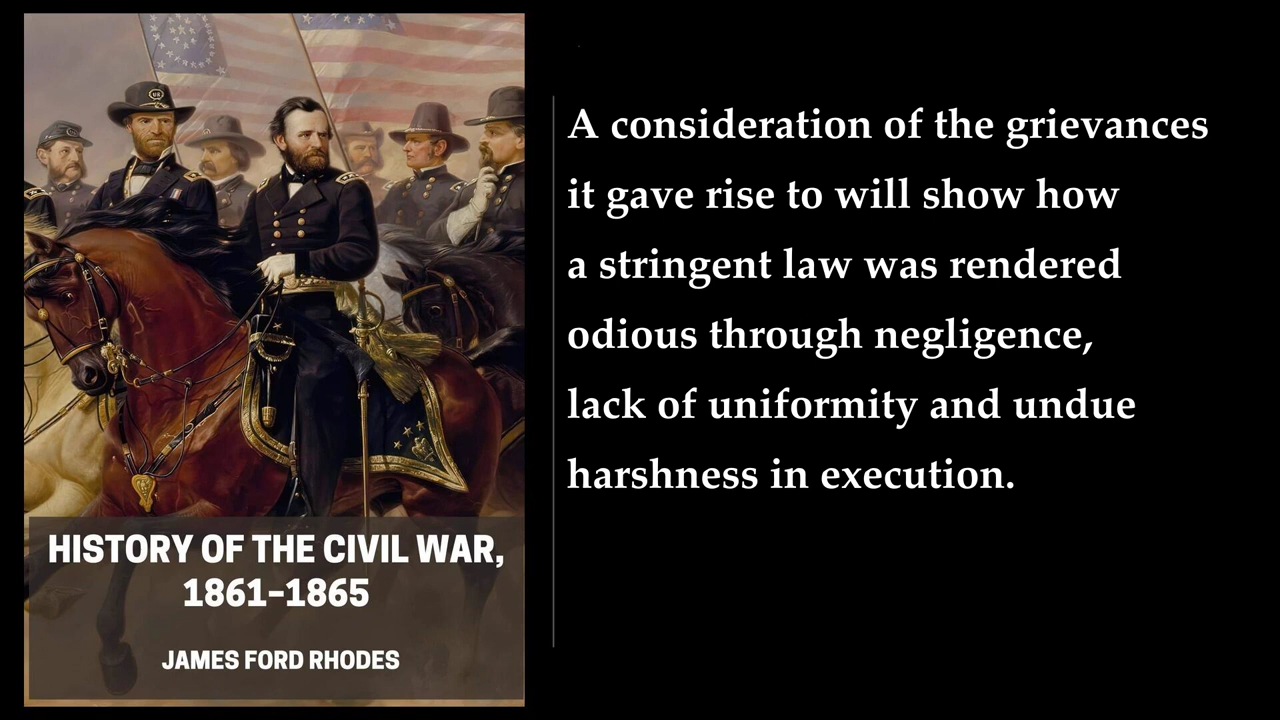 HISTORY OF THE CIVIL WAR,
1861–1865
JAMES FORD RHODES
A consideration of the grievances
it gave rise to will show how
a stringent law was rendered
odious through negligence,
lack of uniformity and undue
harshness in execution.